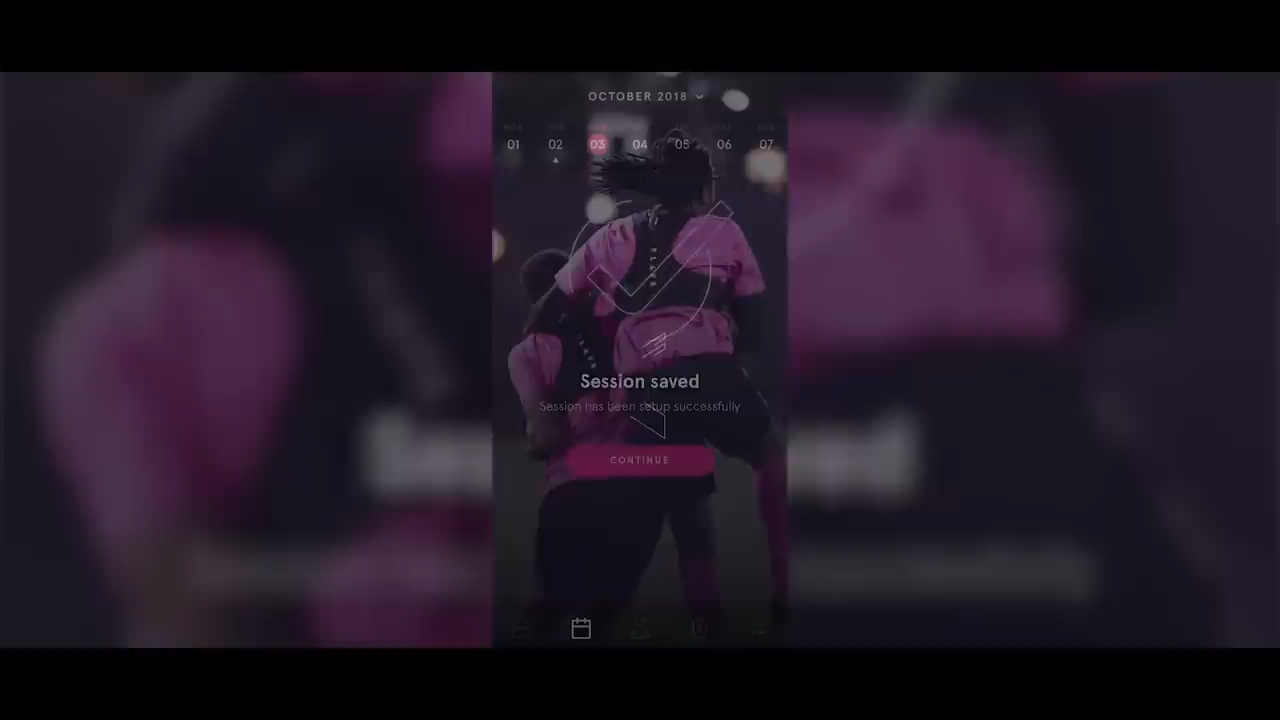 OCTOBER 2018
01 02 03 04 05 06 07
Session saved
Session has been setup successfully
CONTINUE